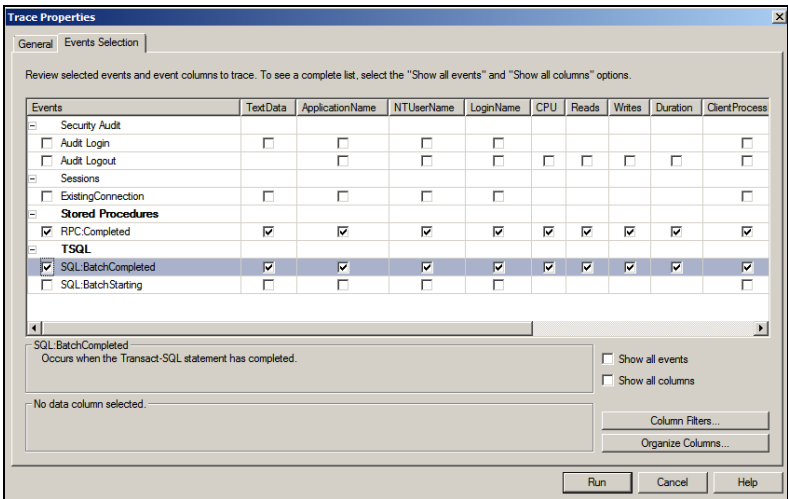 Trace Properties
General Events Selection
Review selected events and event columns to trace. To see a complete list, select the "Show all events" and "Show all columns" options.
Events TextData ApplicationName NTUserName LoginName CPU Reads Writes Duration ClientProcess
Security Audit
Audit Login
Audit Logout
Sessions
ExistingConnection
Stored Procedures
RPC:Completed
TSQL
SQL:BatchCompleted
SQL:BatchStarting
SQL:BatchCompleted
Occurs when the Transact-SQL statement has completed.
Show all events
Show all columns
No data column selected.
Column Filters...
Organize Columns...
Run Cancel Help